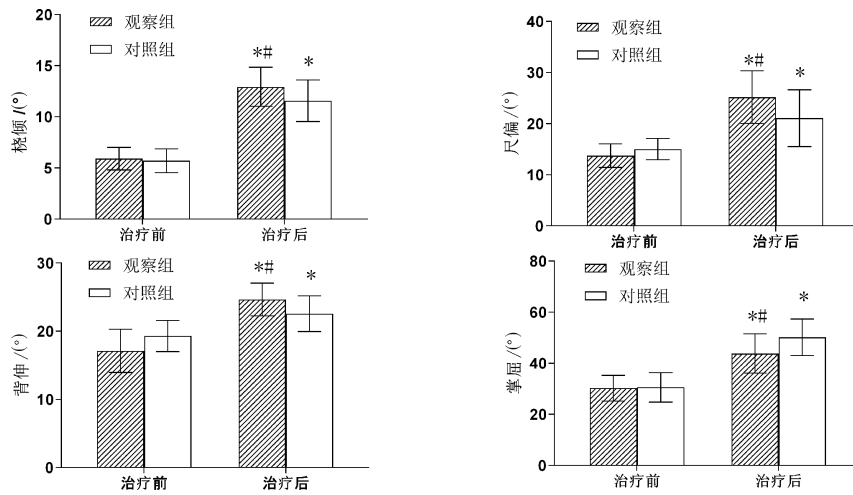 20
15
10
5
0
桡倾/(°)
观察组
对照组
*#
*
治疗前
治疗后
40
30
20
10
0
尺偏/(°)
观察组
对照组
*#
*
治疗前
治疗后
30
20
10
0
背伸/(°)
观察组
对照组
*#
*
治疗前
治疗后
80
60
40
20
0
掌屈/(°)
观察组
对照组
*#
*
治疗前
治疗后